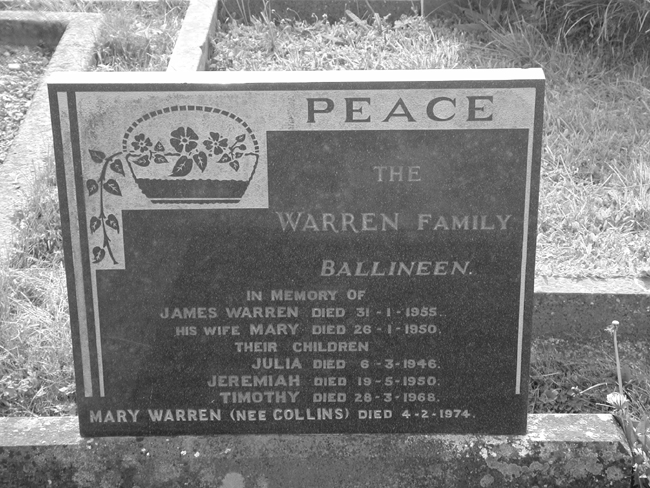 PEACE
THE
WARREN FAMILY
BALLINEEN.
IN MEMORY OF
JAMES WARREN DIED 31-1-1955.
HIS WIFE MARY DIED 26-1-1950.
THEIR CHILDREN
JULIA DIED 6-3-1946.
JEREMIAH DIED 19-5-1950.
TIMOTHY DIED 28-3-1968.
MARY WARREN (NEE COLLINS) DIED 4-2-1974.